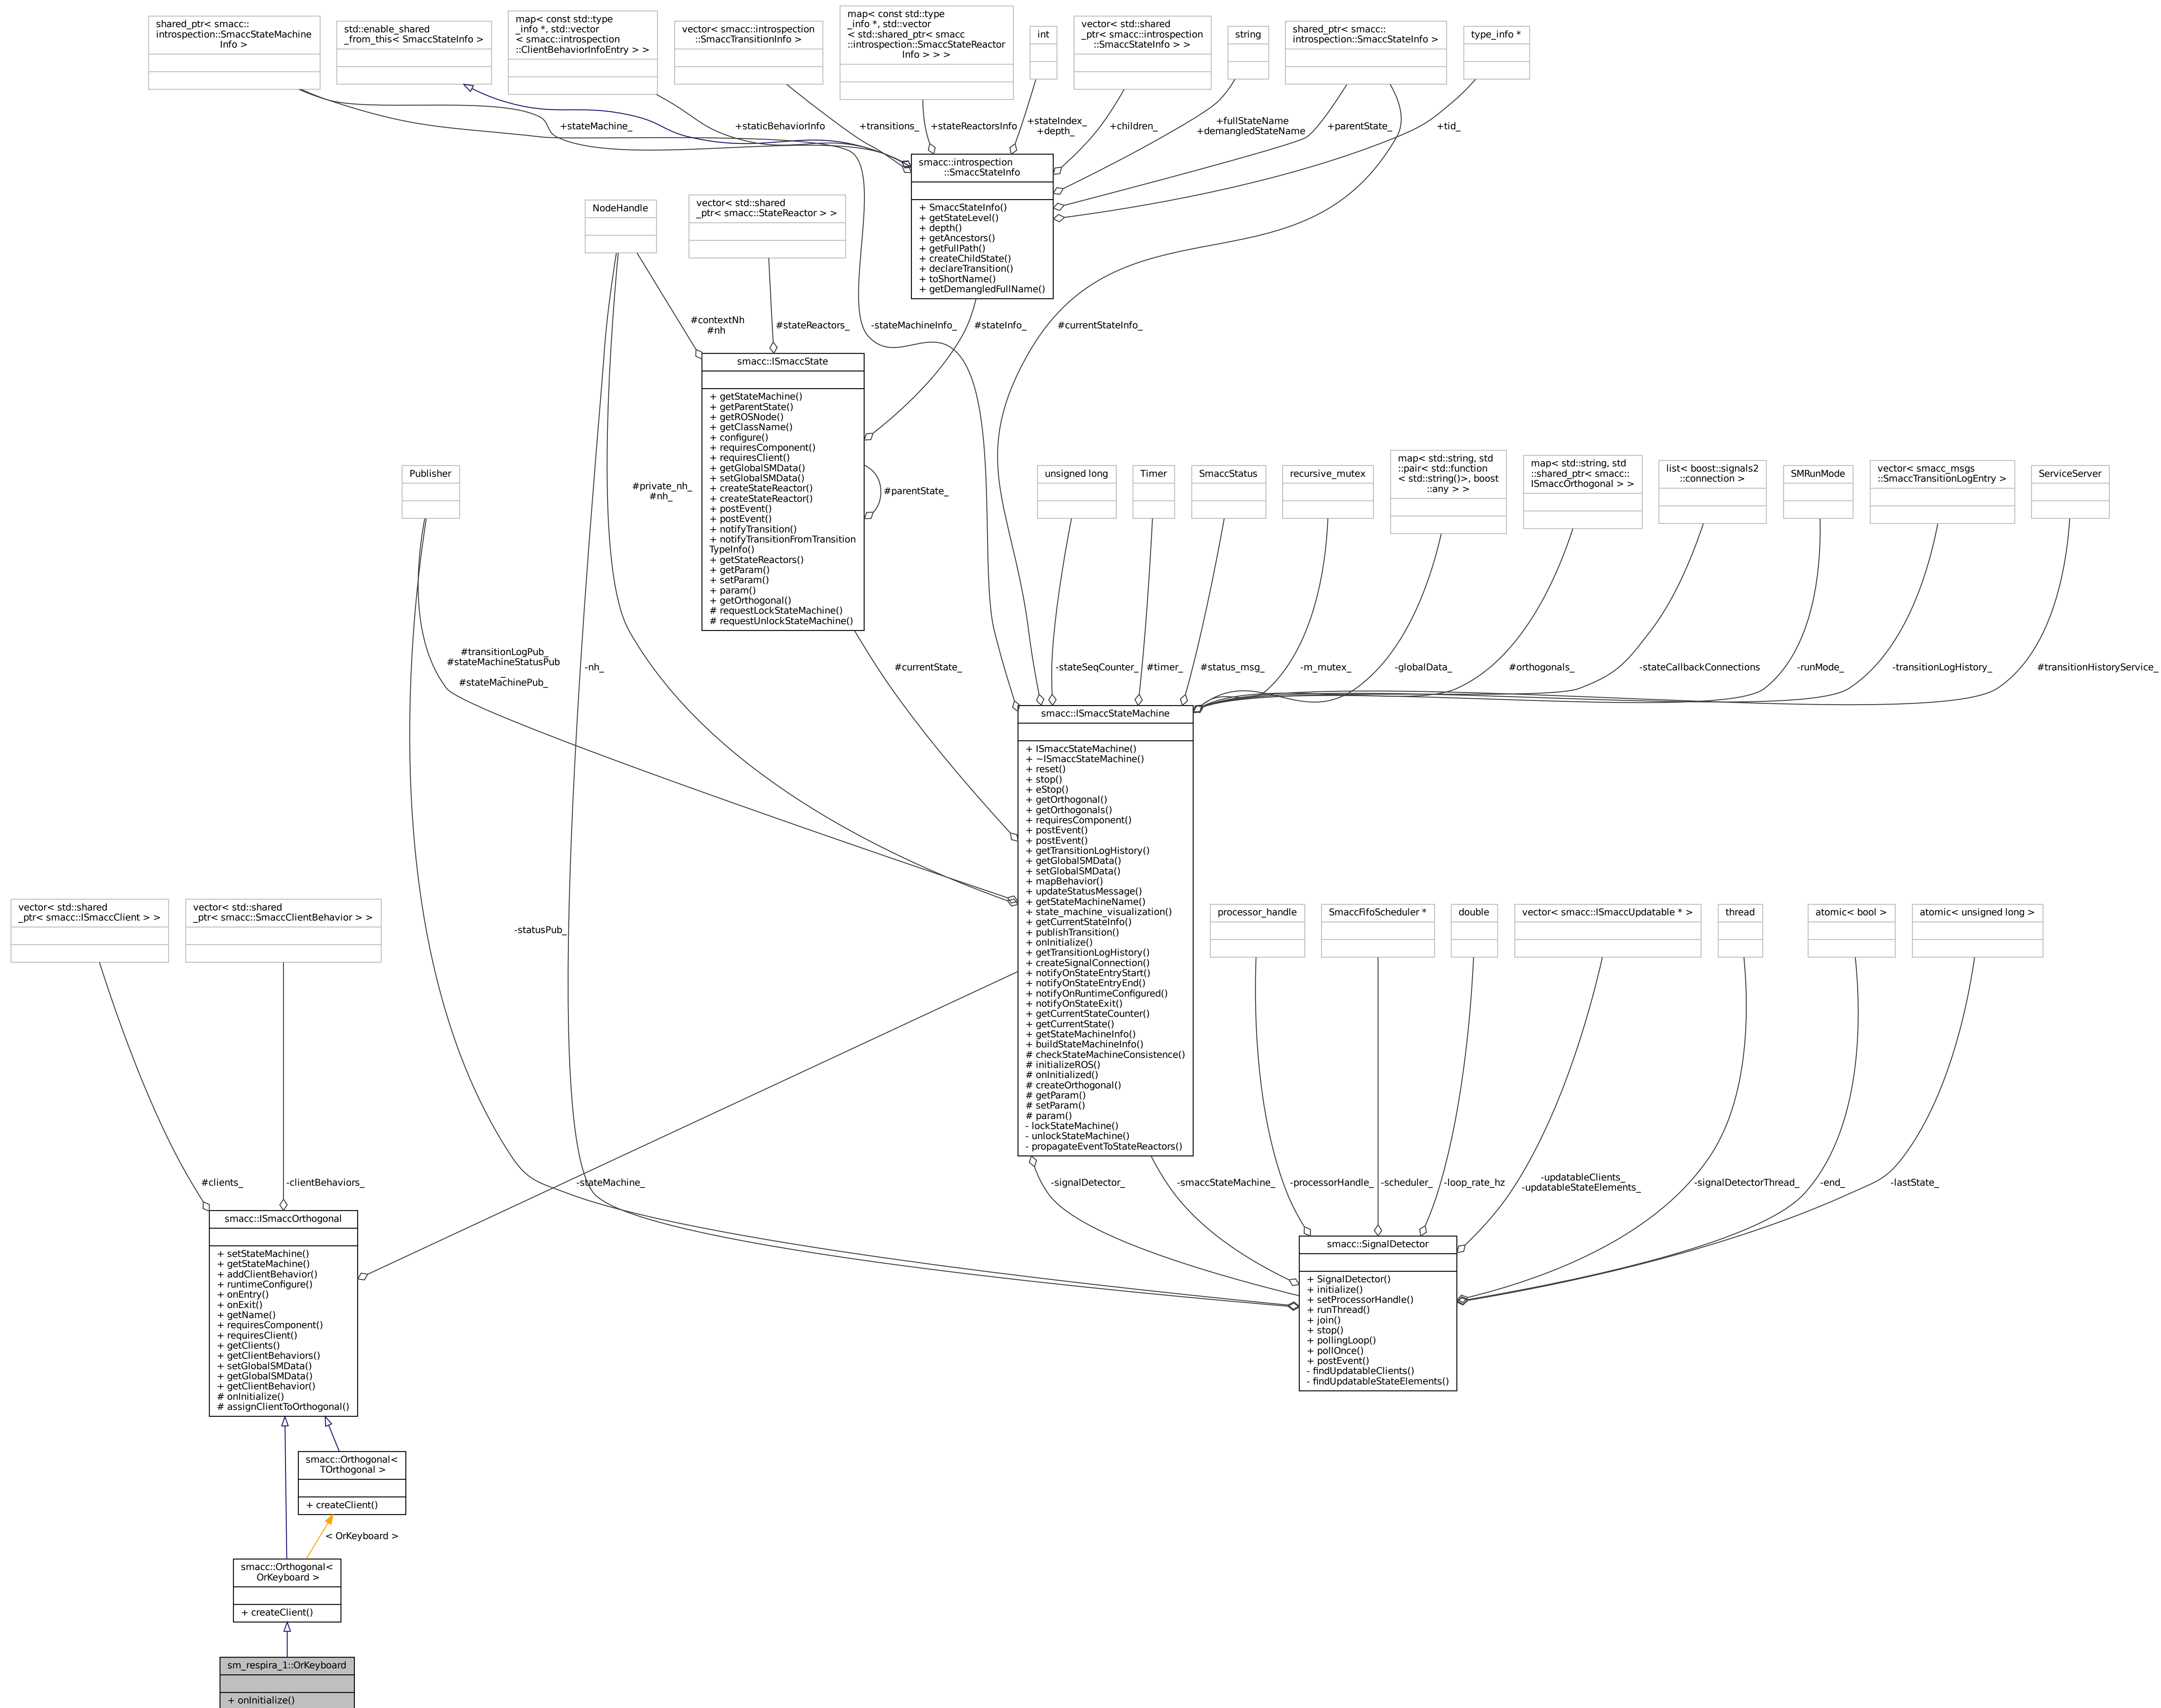 shared_ptr< smacc::
introspection::SmaccStateMachine
Info >
std::enable_shared
_from_this< SmaccStateInfo >
map< const std::type
_info *, std::vector
< smacc::introspection
::ClientBehaviorInfoEntry > >
vector< smacc::introspection
::SmaccTransitionInfo >
map< const std::type
_info *, std::vector
< std::shared_ptr< smacc
::introspection::SmaccStateReactor
Info > > >
int
vector< std::shared
_ptr< smacc::introspection
::SmaccStateInfo > >
string
shared_ptr< smacc::
introspection::SmaccStateInfo >
type_info *
+stateMachine_
+staticBehaviorInfo
+transitions_
+stateReactorsInfo
+stateIndex_
+depth_
+children_
+fullStateName
+demangledStateName
+parentState_
+tid_
smacc::introspection
::SmaccStateInfo
+ SmaccStateInfo()
+ getStateLevel()
+ depth()
+ getAncestors()
+ getFullPath()
+ createChildState()
+ declareTransition()
+ toShortName()
+ getDemangledFullName()
NodeHandle
vector< std::shared
_ptr< smacc::StateReactor > >
#contextNh
#nh
#stateReactors_
-stateMachineInfo_
#stateInfo_
#currentStateInfo_
smacc::ISmaccState
+ getStateMachine()
+ getParentState()
+ getROSNode()
+ getClassName()
+ configure()
+ requiresComponent()
+ requiresClient()
+ getGlobalSMData()
+ setGlobalSMData()
+ createStateReactor()
+ createStateReactor()
+ postEvent()
+ postEvent()
+ notifyTransition()
+ notifyTransitionFromTransition
TypeInfo()
+ getStateReactors()
+ getParam()
+ setParam()
+ param()
+ getOrthogonal()
# requestLockStateMachine()
# requestUnlockStateMachine()
#parentState_
Publisher
#private_nh_
#nh_
unsigned long
Timer
SmaccStatus
recursive_mutex
map< std::string, std
::pair< std::function
< std::string()>, boost
::any > >
map< std::string, std
::shared_ptr< smacc::
ISmaccOrthogonal > >
list< boost::signals2
::connection >
SMRunMode
vector< smacc_msgs
::SmaccTransitionLogEntry >
ServiceServer
#transitionLogPub_
#stateMachineStatusPub
_
#stateMachinePub_
-nh_
#currentState_
-stateSeqCounter_
#timer_
#status_msg_
-m_mutex_
-globalData_
#orthogonals_
-stateCallbackConnections
-runMode_
-transitionLogHistory_
#transitionHistoryService_
smacc::ISmaccStateMachine
+ ISmaccStateMachine()
+ ~ISmaccStateMachine()
+ reset()
+ stop()
+ eStop()
+ getOrthogonal()
+ getOrthogonals()
+ requiresComponent()
+ postEvent()
+ postEvent()
+ getTransitionLogHistory()
+ getGlobalSMData()
+ setGlobalSMData()
+ mapBehavior()
+ updateStatusMessage()
+ getStateMachineName()
+ state_machine_visualization()
+ getCurrentStateInfo()
+ publishTransition()
+ onInitialize()
+ getTransitionLogHistory()
+ createSignalConnection()
+ notifyOnStateEntryStart()
+ notifyOnStateEntryEnd()
+ notifyOnRuntimeConfigured()
+ notifyOnStateExit()
+ getCurrentStateCounter()
+ getCurrentState()
+ getStateMachineInfo()
+ buildStateMachineInfo()
# checkStateMachineConsistence()
# initializeROS()
# onInitialized()
# createOrthogonal()
# getParam()
# setParam()
# param()
- lockStateMachine()
- unlockStateMachine()
- propagateEventToStateReactors()
vector< std::shared
_ptr< smacc::ISmaccClient > >
vector< std::shared
_ptr< smacc::SmaccClientBehavior > >
-statusPub_
processor_handle
SmaccFifoScheduler *
double
vector< smacc::ISmaccUpdatable * >
thread
atomic< bool >
atomic< unsigned long >
#clients_
-clientBehaviors_
-stateMachine_
-signalDetector_
-smaccStateMachine_
-processorHandle_
-scheduler_
-loop_rate_hz
-updatableClients_
-updatableStateElements_
-signalDetectorThread_
-end_
-lastState_
smacc::ISmaccOrthogonal
+ setStateMachine()
+ getStateMachine()
+ addClientBehavior()
+ runtimeConfigure()
+ onEntry()
+ onExit()
+ getName()
+ requiresComponent()
+ requiresClient()
+ getClients()
+ getClientBehaviors()
+ setGlobalSMData()
+ getGlobalSMData()
+ getClientBehavior()
# onInitialize()
# assignClientToOrthogonal()
smacc::SignalDetector
+ SignalDetector()
+ initialize()
+ setProcessorHandle()
+ runThread()
+ join()
+ stop()
+ pollingLoop()
+ pollOnce()
+ postEvent()
- findUpdatableClients()
- findUpdatableStateElements()
smacc::Orthogonal<
TOrthogonal >
+ createClient()
< OrKeyboard >
smacc::Orthogonal<
OrKeyboard >
+ createClient()
sm_respira_1::OrKeyboard
+ onInitialize()